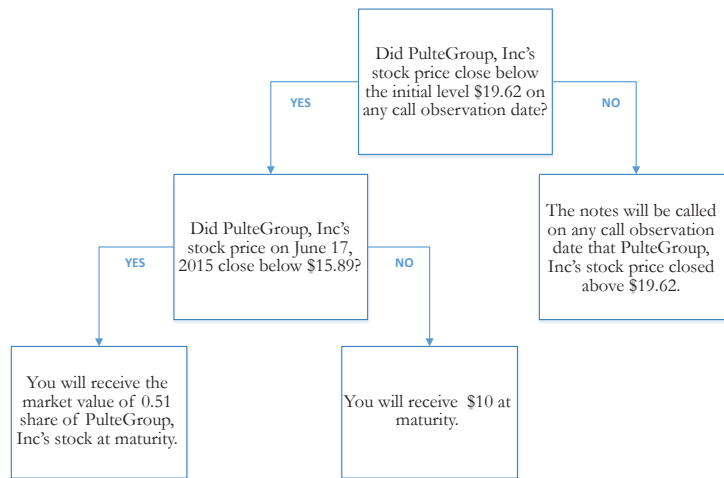 Did PulteGroup, Inc's
stock price close below
the initial level $19.62 on
any call observation date?
YES
NO
Did PulteGroup, Inc's
stock price on June 17,
2015 close below $15.89?
The notes will be called
on any call observation
date that PulteGroup,
Inc's stock price closed
above $19.62.
YES
NO
You will receive the
market value of 0.51
share of PulteGroup,
Inc's stock at maturity.
You will receive $10 at
maturity.